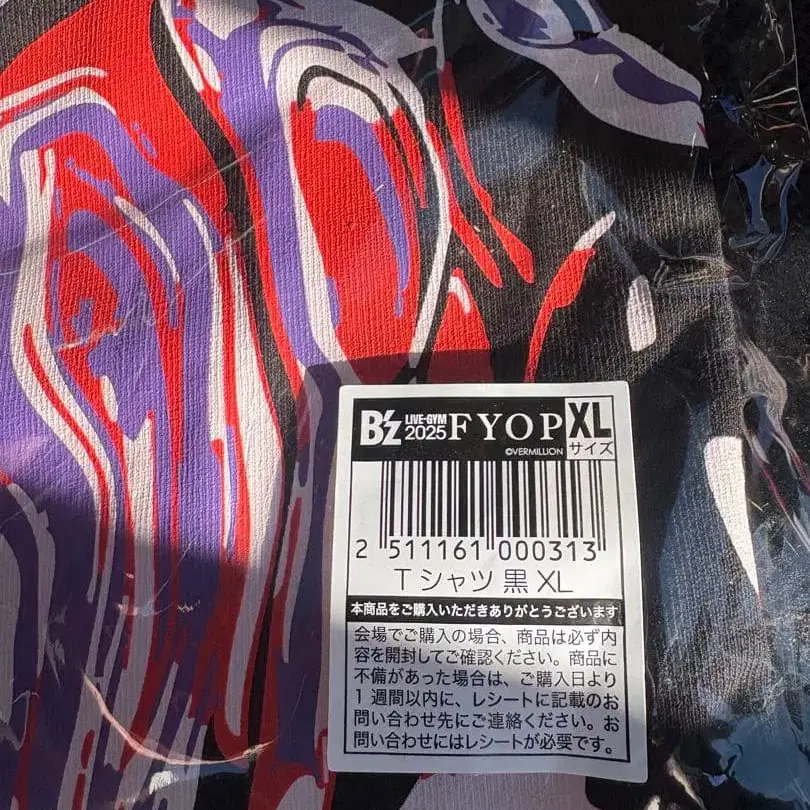 B'z LIVE-GYM 2025 FYOP XL
©VERMILLION サイズ
2 511161 000313
Tシャツ 黒 XL
本商品をご購入いただきありがとうございます
会場でご購入の場合、商品は必ず内
容を開封してご確認ください。商品に
不備があった場合は、ご購入日より
1週間以内に、レシートに記載のお
問い合わせ先にご連絡ください。お
問い合わせにはレシートが必要です。